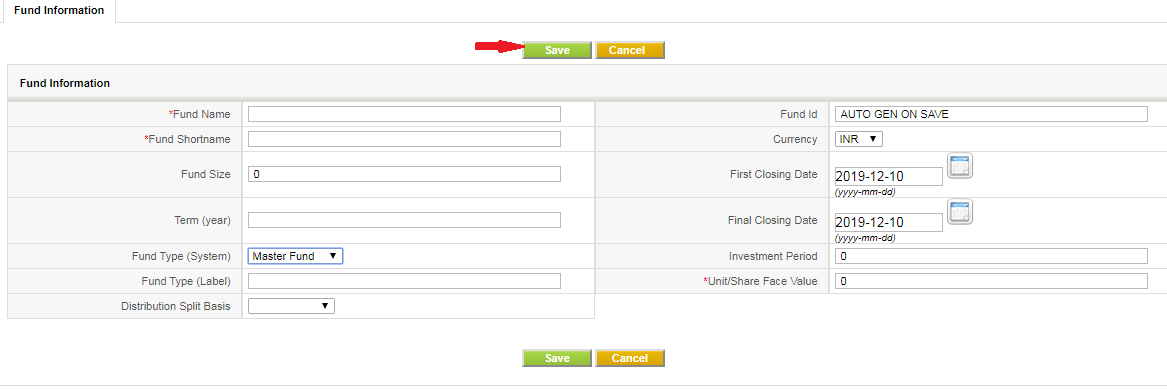 Fund Information
Save Cancel
Fund Information
*Fund Name Fund Id AUTO GEN ON SAVE
*Fund Shortname Currency INR
Fund Size 0 First Closing Date 2019-12-10
(yyyy-mm-dd)
Term (year) Final Closing Date 2019-12-10
(yyyy-mm-dd)
Fund Type (System) Master Fund Investment Period 0
Fund Type (Label) *Unit/Share Face Value 0
Distribution Split Basis
Save Cancel